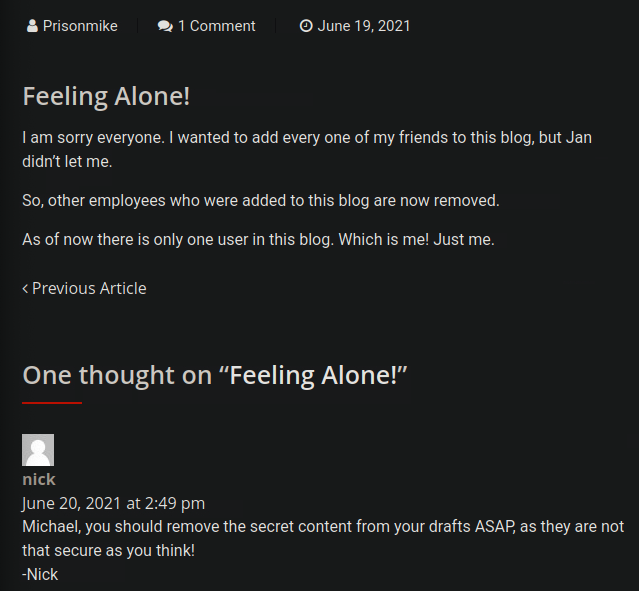 Prisonmike 1 Comment June 19, 2021
Feeling Alone!
I am sorry everyone. I wanted to add every one of my friends to this blog, but Jan
didn’t let me.
So, other employees who were added to this blog are now removed.
As of now there is only one user in this blog. Which is me! Just me.
‹ Previous Article
One thought on “Feeling Alone!”
nick
June 20, 2021 at 2:49 pm
Michael, you should remove the secret content from your drafts ASAP, as they are not
that secure as you think!
-Nick